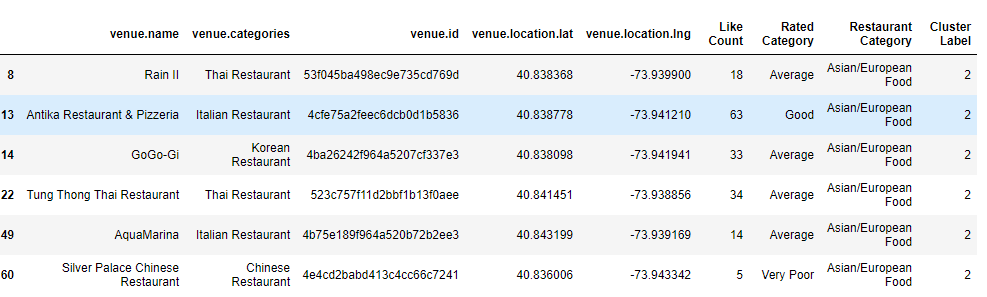 venue.name venue.categories venue.id venue.location.lat venue.location.lng Like Count Rated Category Restaurant Category Cluster Label
8 Rain II Thai Restaurant 53f045ba498ec9e735cd769d 40.838368 -73.939900 18 Average Asian/European Food 2
13 Antika Restaurant & Pizzeria Italian Restaurant 4cfe75a2feec6dcb0d1b5836 40.838778 -73.941210 63 Good Asian/European Food 2
14 GoGo-Gi Korean Restaurant 4ba26242f964a5207cf337e3 40.838098 -73.941941 33 Average Asian/European Food 2
22 Tung Thong Thai Restaurant Thai Restaurant 523c757f11d2bbf1b13f0aee 40.841451 -73.938856 34 Average Asian/European Food 2
49 AquaMarina Italian Restaurant 4b75e189f964a520b72b2ee3 40.843199 -73.939169 14 Average Asian/European Food 2
60 Silver Palace Chinese Restaurant Chinese Restaurant 4e4cd2babd413c4cc66c7241 40.836006 -73.943342 5 Very Poor Asian/European Food 2